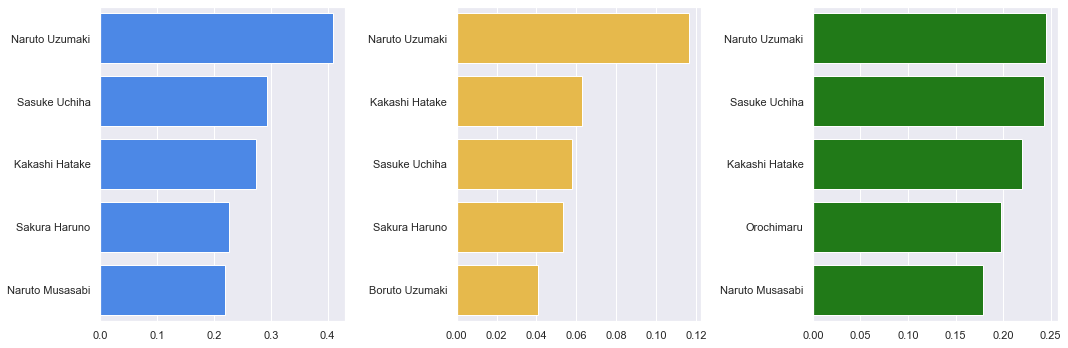 Naruto Uzumaki
Sasuke Uchiha
Kakashi Hatake
Sakura Haruno
Naruto Musasabi
0.0 0.1 0.2 0.3 0.4
Naruto Uzumaki
Kakashi Hatake
Sasuke Uchiha
Sakura Haruno
Boruto Uzumaki
0.00 0.02 0.04 0.06 0.08 0.10 0.12
Naruto Uzumaki
Sasuke Uchiha
Kakashi Hatake
Orochimaru
Naruto Musasabi
0.00 0.05 0.10 0.15 0.20 0.25